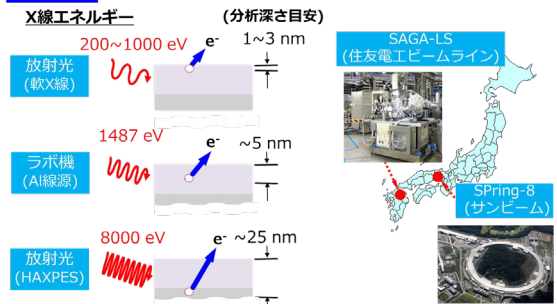 X線エネルギー
(分析深さ目安)
放射光
(軟X線)
200~1000 eV
e-
1~3 nm
ラボ機
(Al線源)
1487 eV
e-
~5 nm
放射光
(HAXPES)
8000 eV
e-
~25 nm
SAGA-LS
(住友電工ビームライン)
SPring-8
(サンビーム)